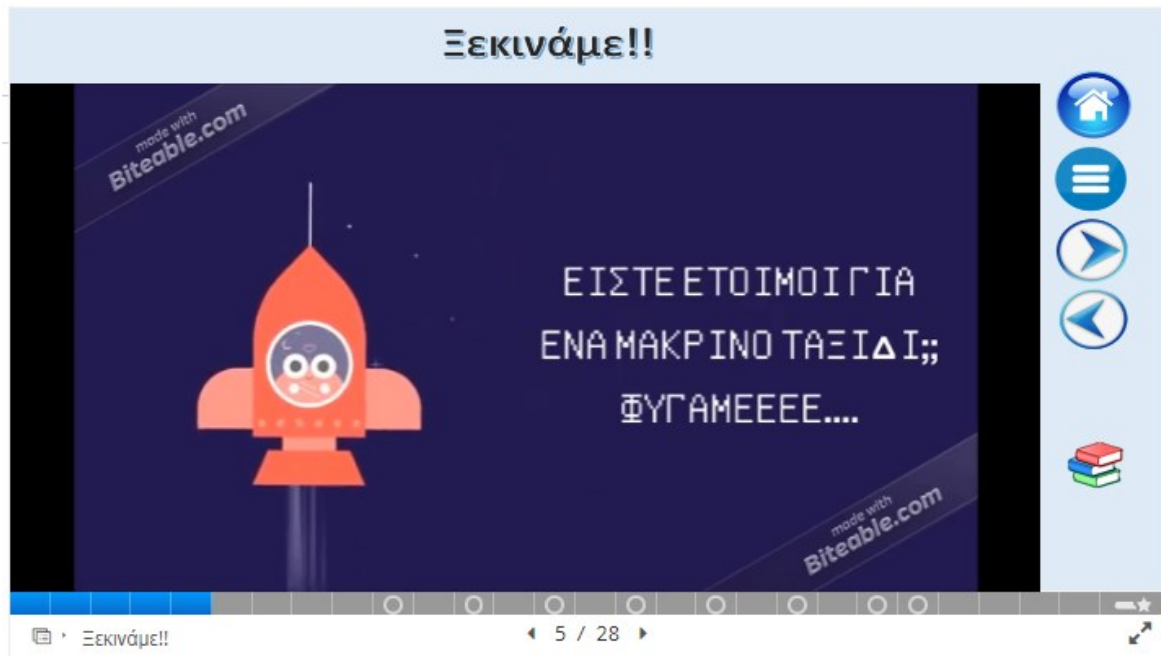 Ξεκινάμε!!
made with
Biteable.com
ΕΙΣΤΕ ΕΤΟΙΜΟΙ ΓΙΑ
ΕΝΑ ΜΑΚΡΙΝΟ ΤΑΞΙΔΙ;;
ΦΥΓΑΜΕΕΕΕ....
made with
Biteable.com
Ξεκινάμε!!
5 / 28